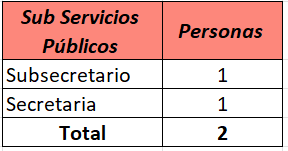 Sub Servicios Personas
Públicos
Subsecretario 1
Secretaria 1
Total 2